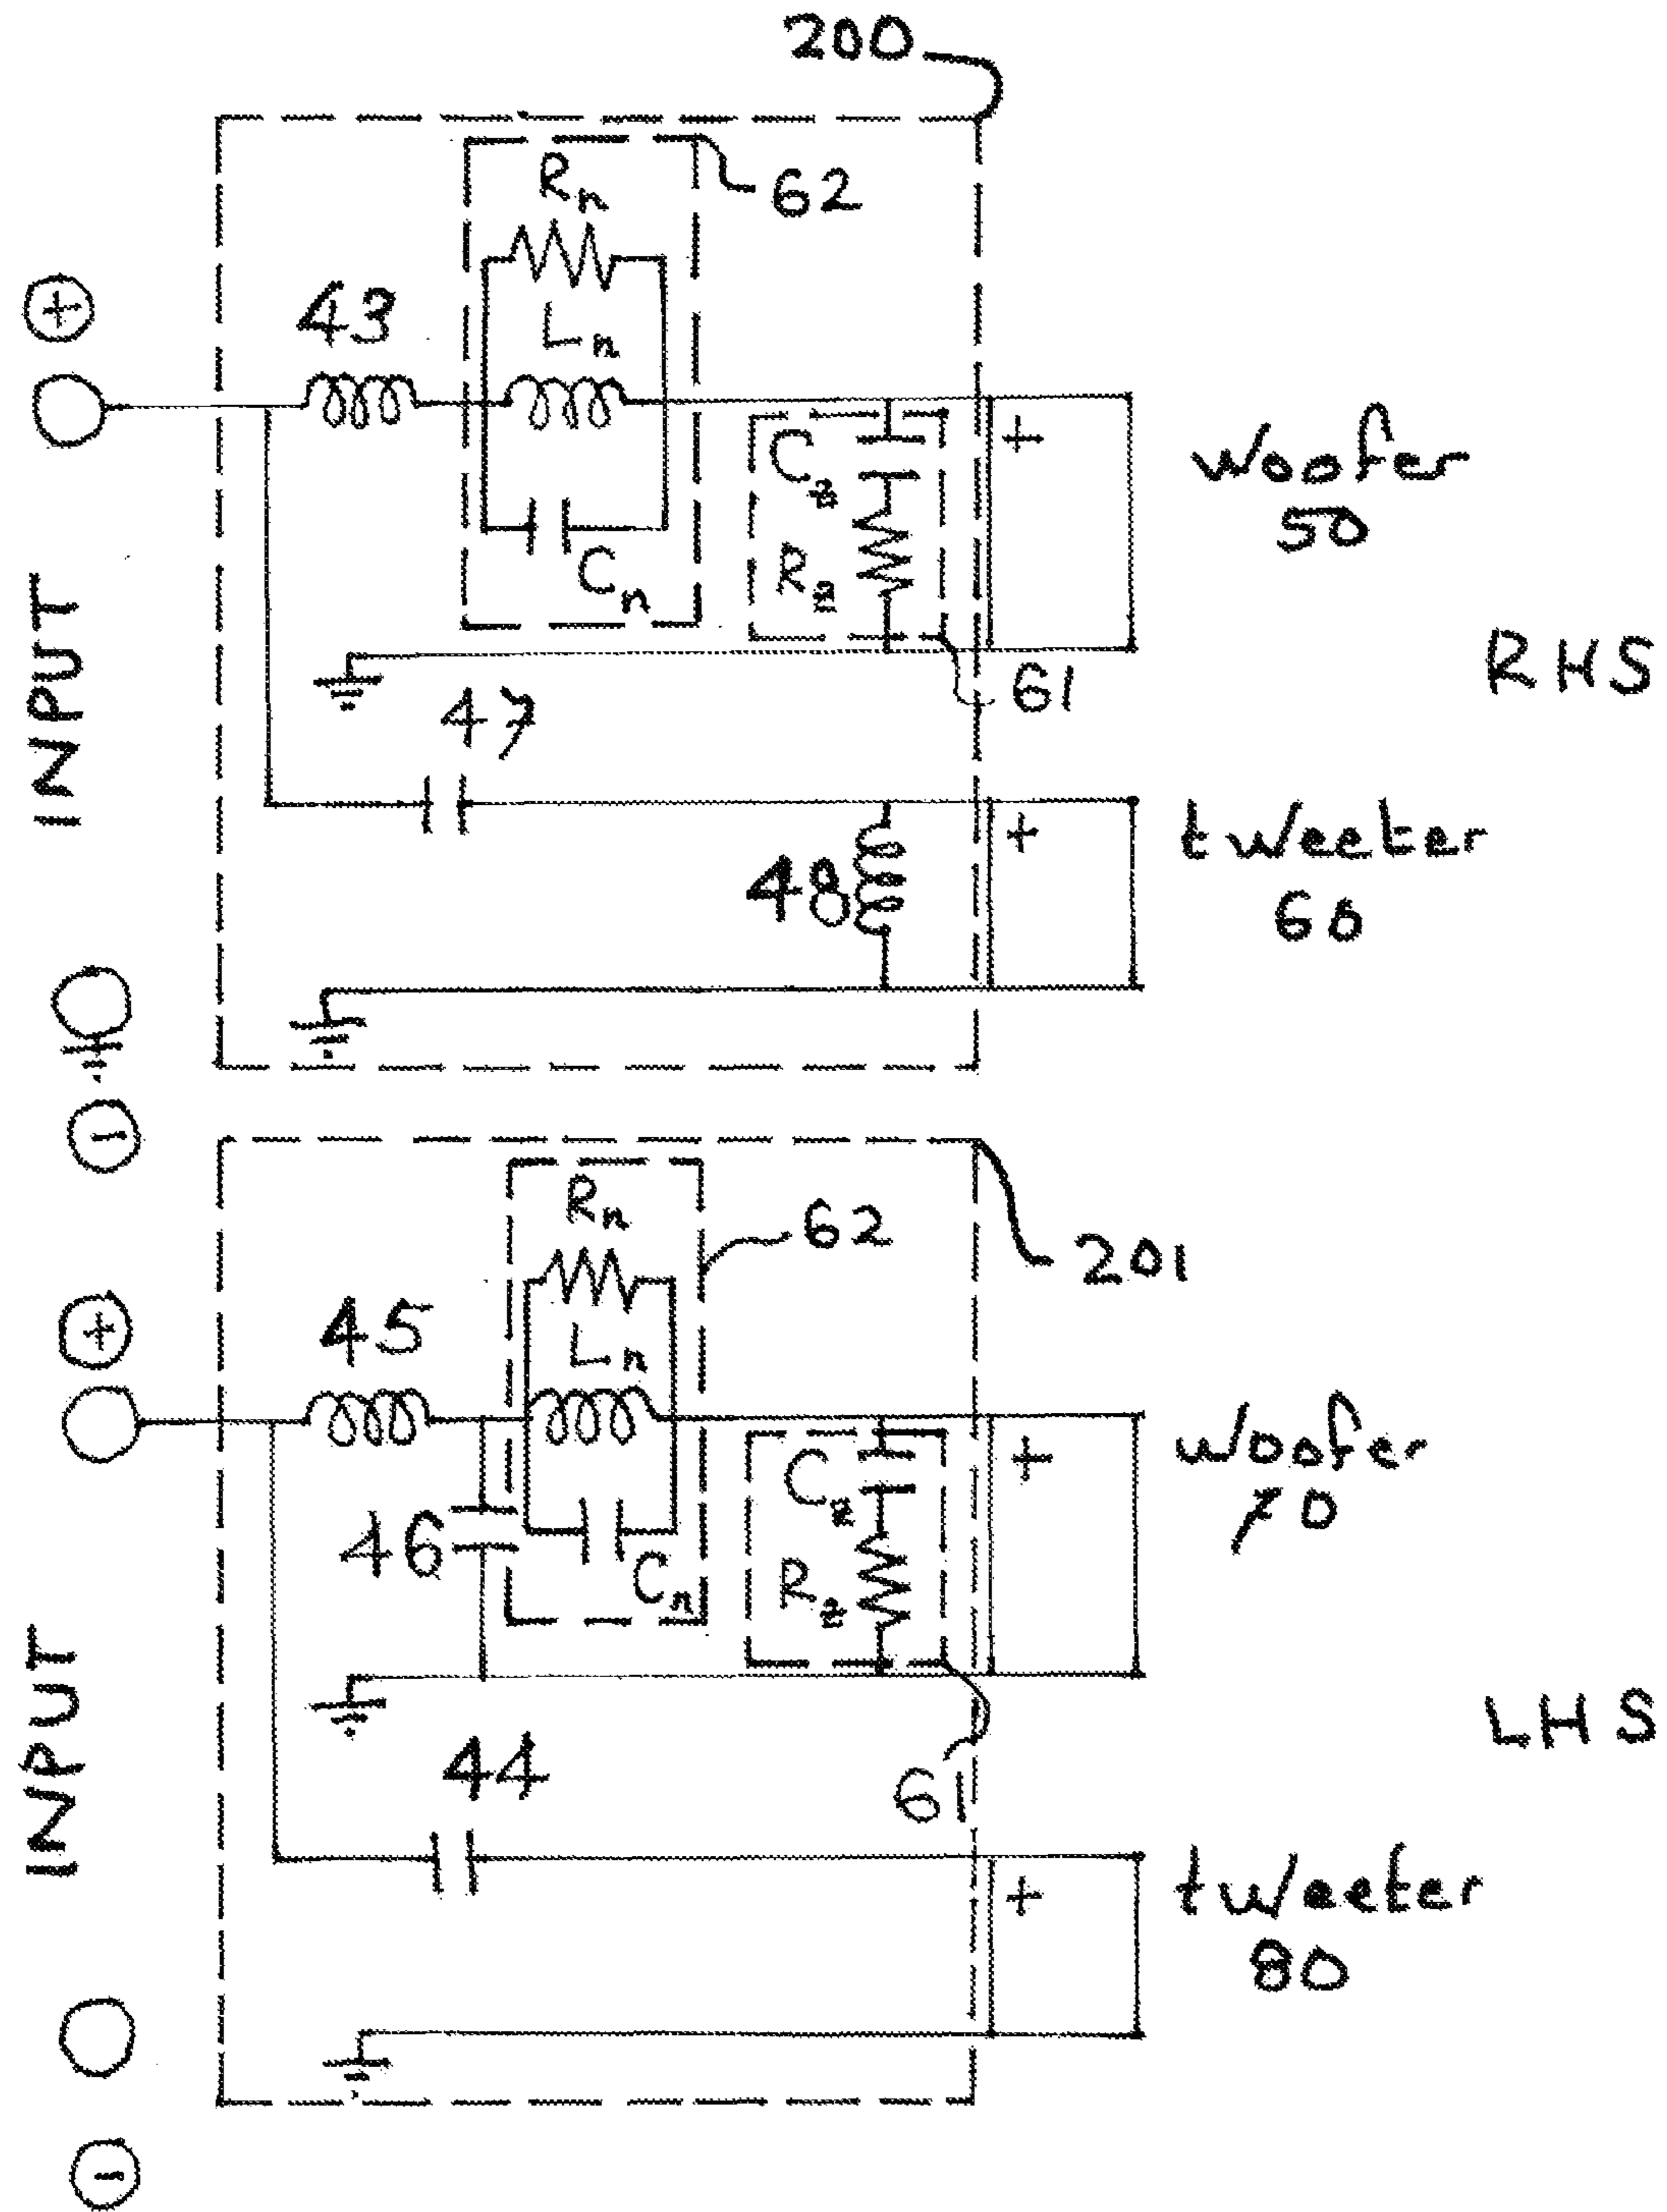 200
62
Rn
Ln
Cn
43
+
INPUT
Cz
Rz
+
Woofer
50
RHS
61
47
48
+
tweeter
60
-
201
62
Rn
Ln
Cn
45
46
+
INPUT
Cz
Rz
+
Woofer
70
LHS
61
44
+
tweeter
80
-